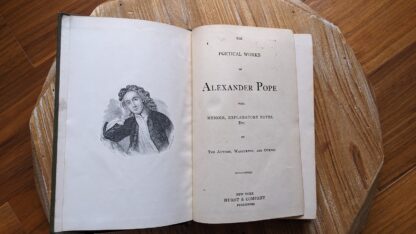 THE
POETICAL WORKS
OF
ALEXANDER POPE
WITH
MEMOIR, EXPLANATORY NOTES,
ETC.
BY
THE AUTHOR, WARBURTON, AND OTHERS
NEW YORK
HURST & COMPANY
PUBLISHERS